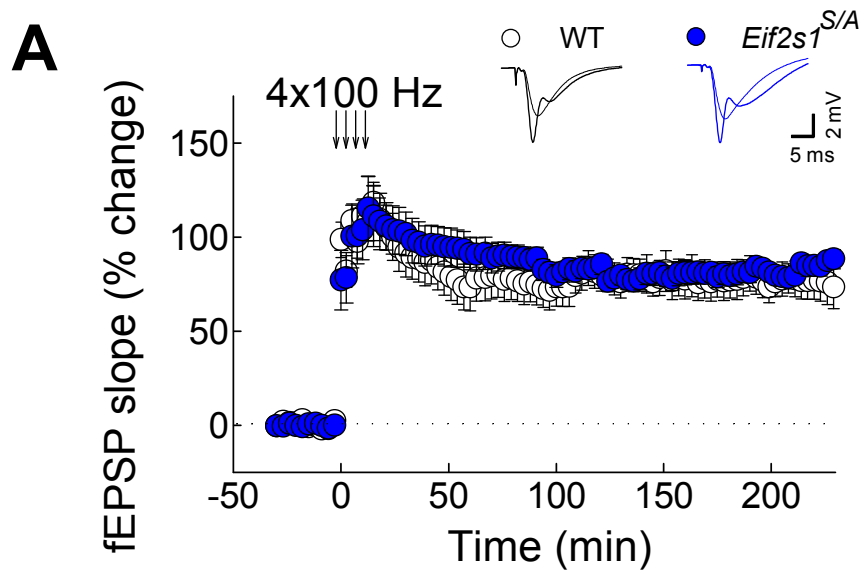 A
WT
Eif2s1^S/A
4x100 Hz
2 mV
5 ms
fEPSP slope (% change)
150
100
50
0
-50 0 50 100 150 200
Time (min)